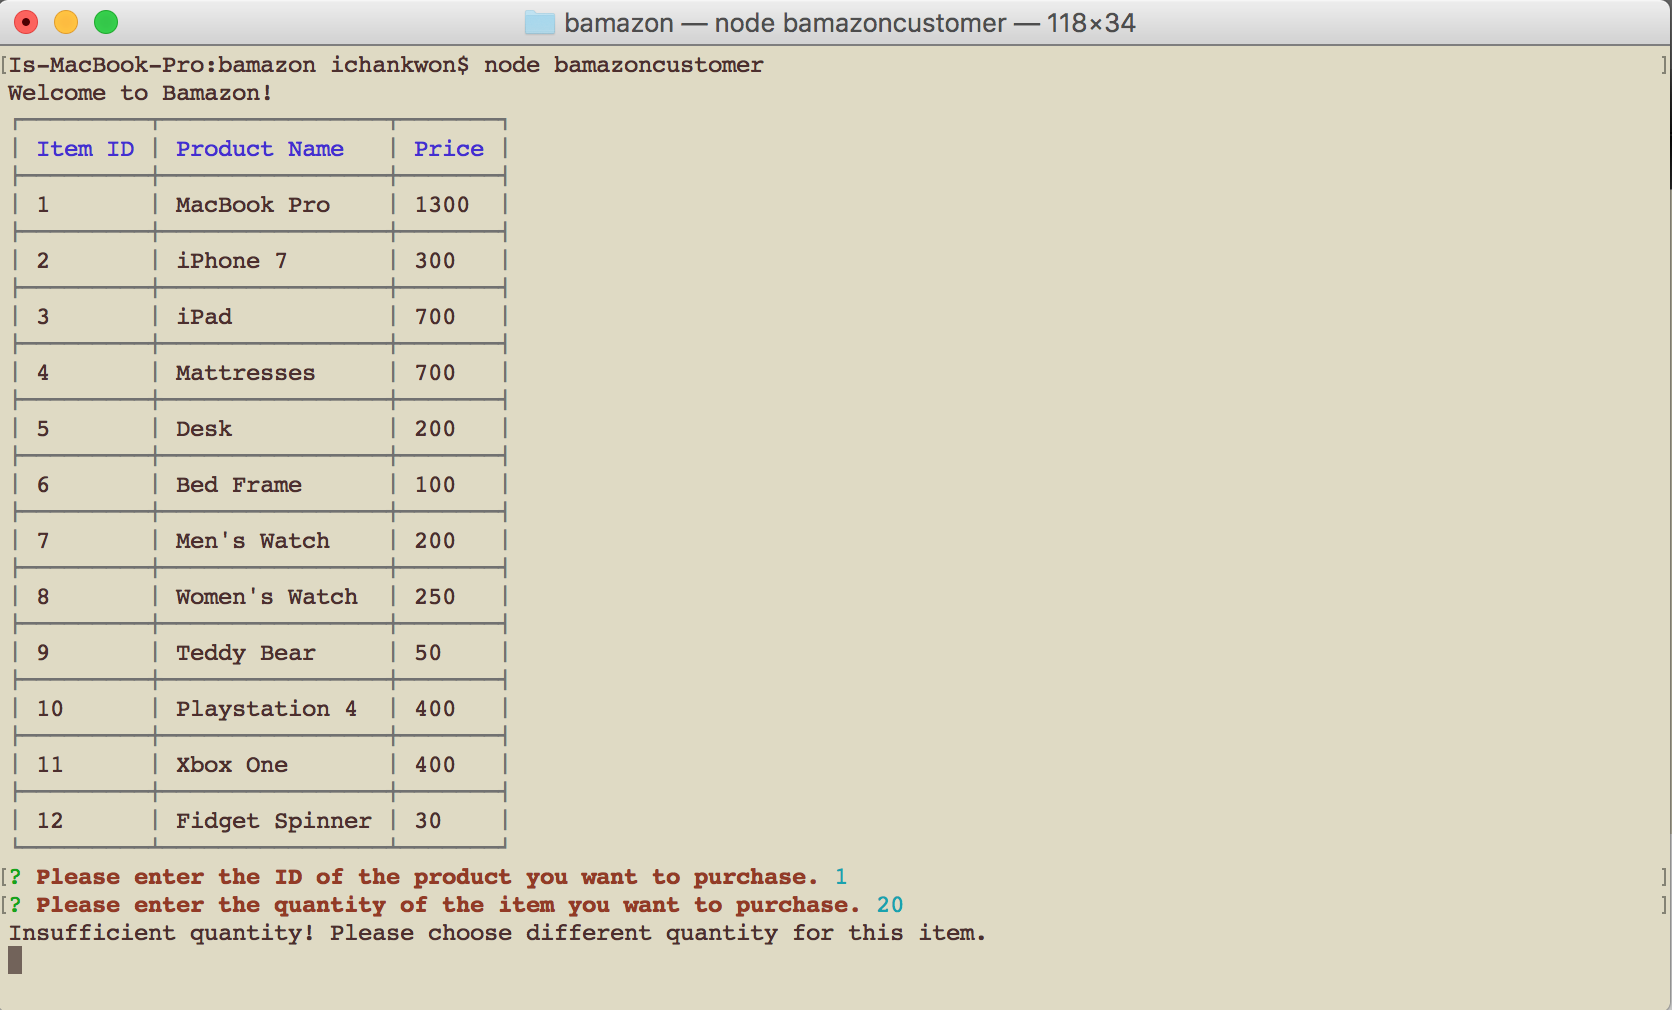 bamazon — node bamazoncustomer — 118×34
[Is-MacBook-Pro:bamazon ichankwon$ node bamazoncustomer ]
Welcome to Bamazon!
Item ID | Product Name | Price
1 | MacBook Pro | 1300
2 | iPhone 7 | 300
3 | iPad | 700
4 | Mattresses | 700
5 | Desk | 200
6 | Bed Frame | 100
7 | Men's Watch | 200
8 | Women's Watch | 250
9 | Teddy Bear | 50
10 | Playstation 4 | 400
11 | Xbox One | 400
12 | Fidget Spinner | 30
[? Please enter the ID of the product you want to purchase. 1 ]
[? Please enter the quantity of the item you want to purchase. 20 ]
Insufficient quantity! Please choose different quantity for this item.